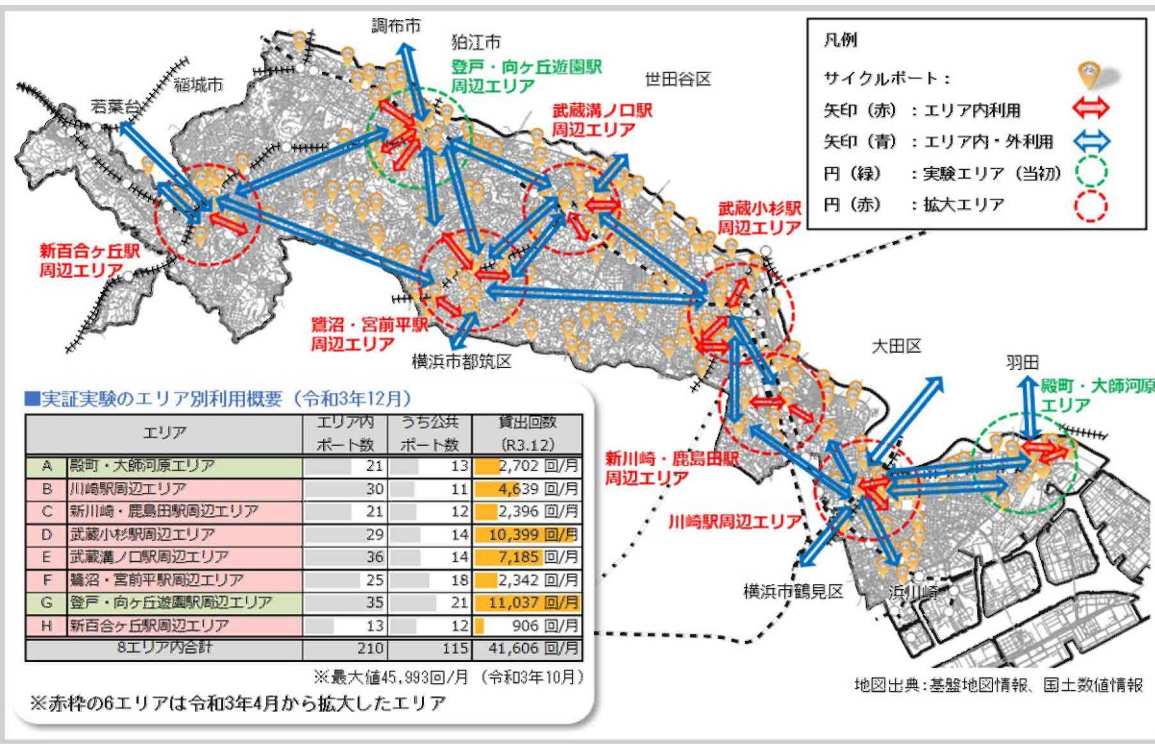 調布市
狛江市
登戸・向ヶ丘遊園駅
周辺エリア
世田谷区
稲城市
若葉台
武蔵溝ノ口駅
周辺エリア
武蔵小杉駅
周辺エリア
新百合ヶ丘駅
周辺エリア
鷺沼・宮前平駅
周辺エリア
横浜市都筑区
大田区
羽田
殿町・大師河原
エリア
新川崎・鹿島田駅
周辺エリア
川崎駅周辺エリア
横浜市鶴見区
浜川崎
凡例
サイクルポート:
矢印(赤) :エリア内利用
矢印(青) :エリア内・外利用
円(緑) :実験エリア(当初)
円(赤) :拡大エリア
■実証実験のエリア別利用概要(令和3年12月)
エリア エリア内ポート数 うち公共ポート数 貸出回数(R3.12)
A 殿町・大師河原エリア 21 13 2,702 回/月
B 川崎駅周辺エリア 30 11 4,639 回/月
C 新川崎・鹿島田駅周辺エリア 21 12 2,396 回/月
D 武蔵小杉駅周辺エリア 29 14 10,399 回/月
E 武蔵溝ノ口駅周辺エリア 36 14 7,185 回/月
F 鷺沼・宮前平駅周辺エリア 25 18 2,342 回/月
G 登戸・向ヶ丘遊園駅周辺エリア 35 21 11,037 回/月
H 新百合ヶ丘駅周辺エリア 13 12 906 回/月
8エリア内合計 210 115 41,606 回/月
※最大値45,993回/月 (令和3年10月)
※赤枠の6エリアは令和3年4月から拡大したエリア
地図出典:基盤地図情報、国土数値情報